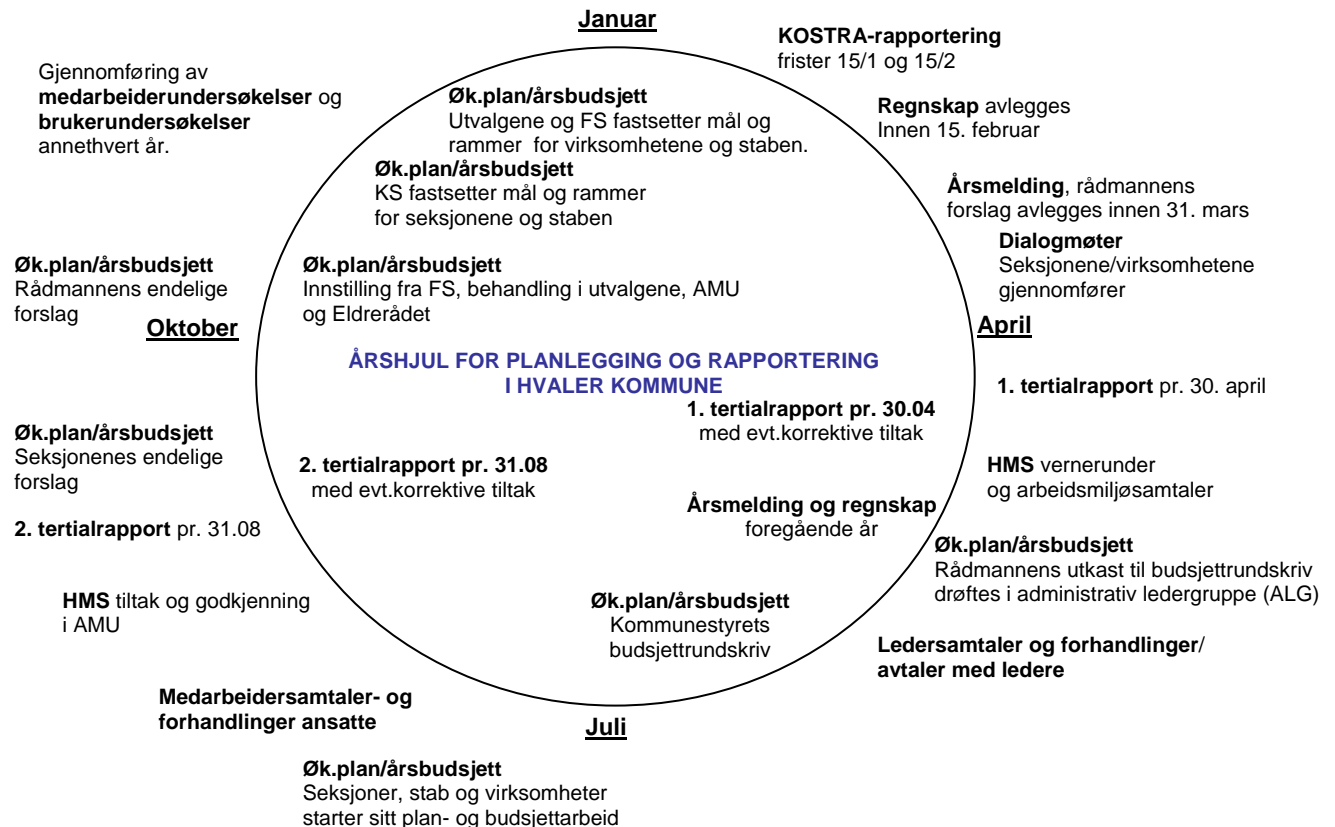 Januar
KOSTRA-rapportering
frister 15/1 og 15/2
Gjennomføring av
medarbeiderundersøkelser og
brukerundersøkelser
annethvert år.
Øk.plan/årsbudsjett
Utvalgene og FS fastsetter mål og
rammer for virksomhetene og staben.
Regnskap avlegges
Innen 15. februar
Øk.plan/årsbudsjett
KS fastsetter mål og rammer
for seksjonene og staben
Årsmelding, rådmannens
forslag avlegges innen 31. mars
Dialogmøter
Seksjonene/virksomhetene
gjennomfører
Øk.plan/årsbudsjett
Rådmannens endelige
forslag
Øk.plan/årsbudsjett
Innstilling fra FS, behandling i utvalgene, AMU
og Eldrerådet
Oktober
April
ÅRSHJUL FOR PLANLEGGING OG RAPPORTERING
I HVALER KOMMUNE
1. tertialrapport pr. 30. april
1. tertialrapport pr. 30.04
med evt.korrektive tiltak
Øk.plan/årsbudsjett
Seksjonenes endelige
forslag
2. tertialrapport pr. 31.08
med evt.korrektive tiltak
HMS vernerunder
og arbeidsmiljøsamtaler
Årsmelding og regnskap
foregående år
2. tertialrapport pr. 31.08
Øk.plan/årsbudsjett
Rådmannens utkast til budsjettrundskriv
drøftes i administrativ ledergruppe (ALG)
HMS tiltak og godkjenning
i AMU
Øk.plan/årsbudsjett
Kommunestyrets
budsjettrundskriv
Ledersamtaler og forhandlinger/
avtaler med ledere
Medarbeidersamtaler- og
forhandlinger ansatte
Juli
Øk.plan/årsbudsjett
Seksjoner, stab og virksomheter
starter sitt plan- og budsjettarbeid